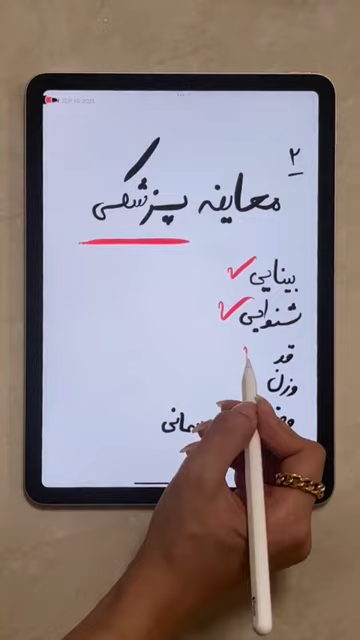 ۲
معاینه پزشکی
بینایی
شنوایی
قد
وزن